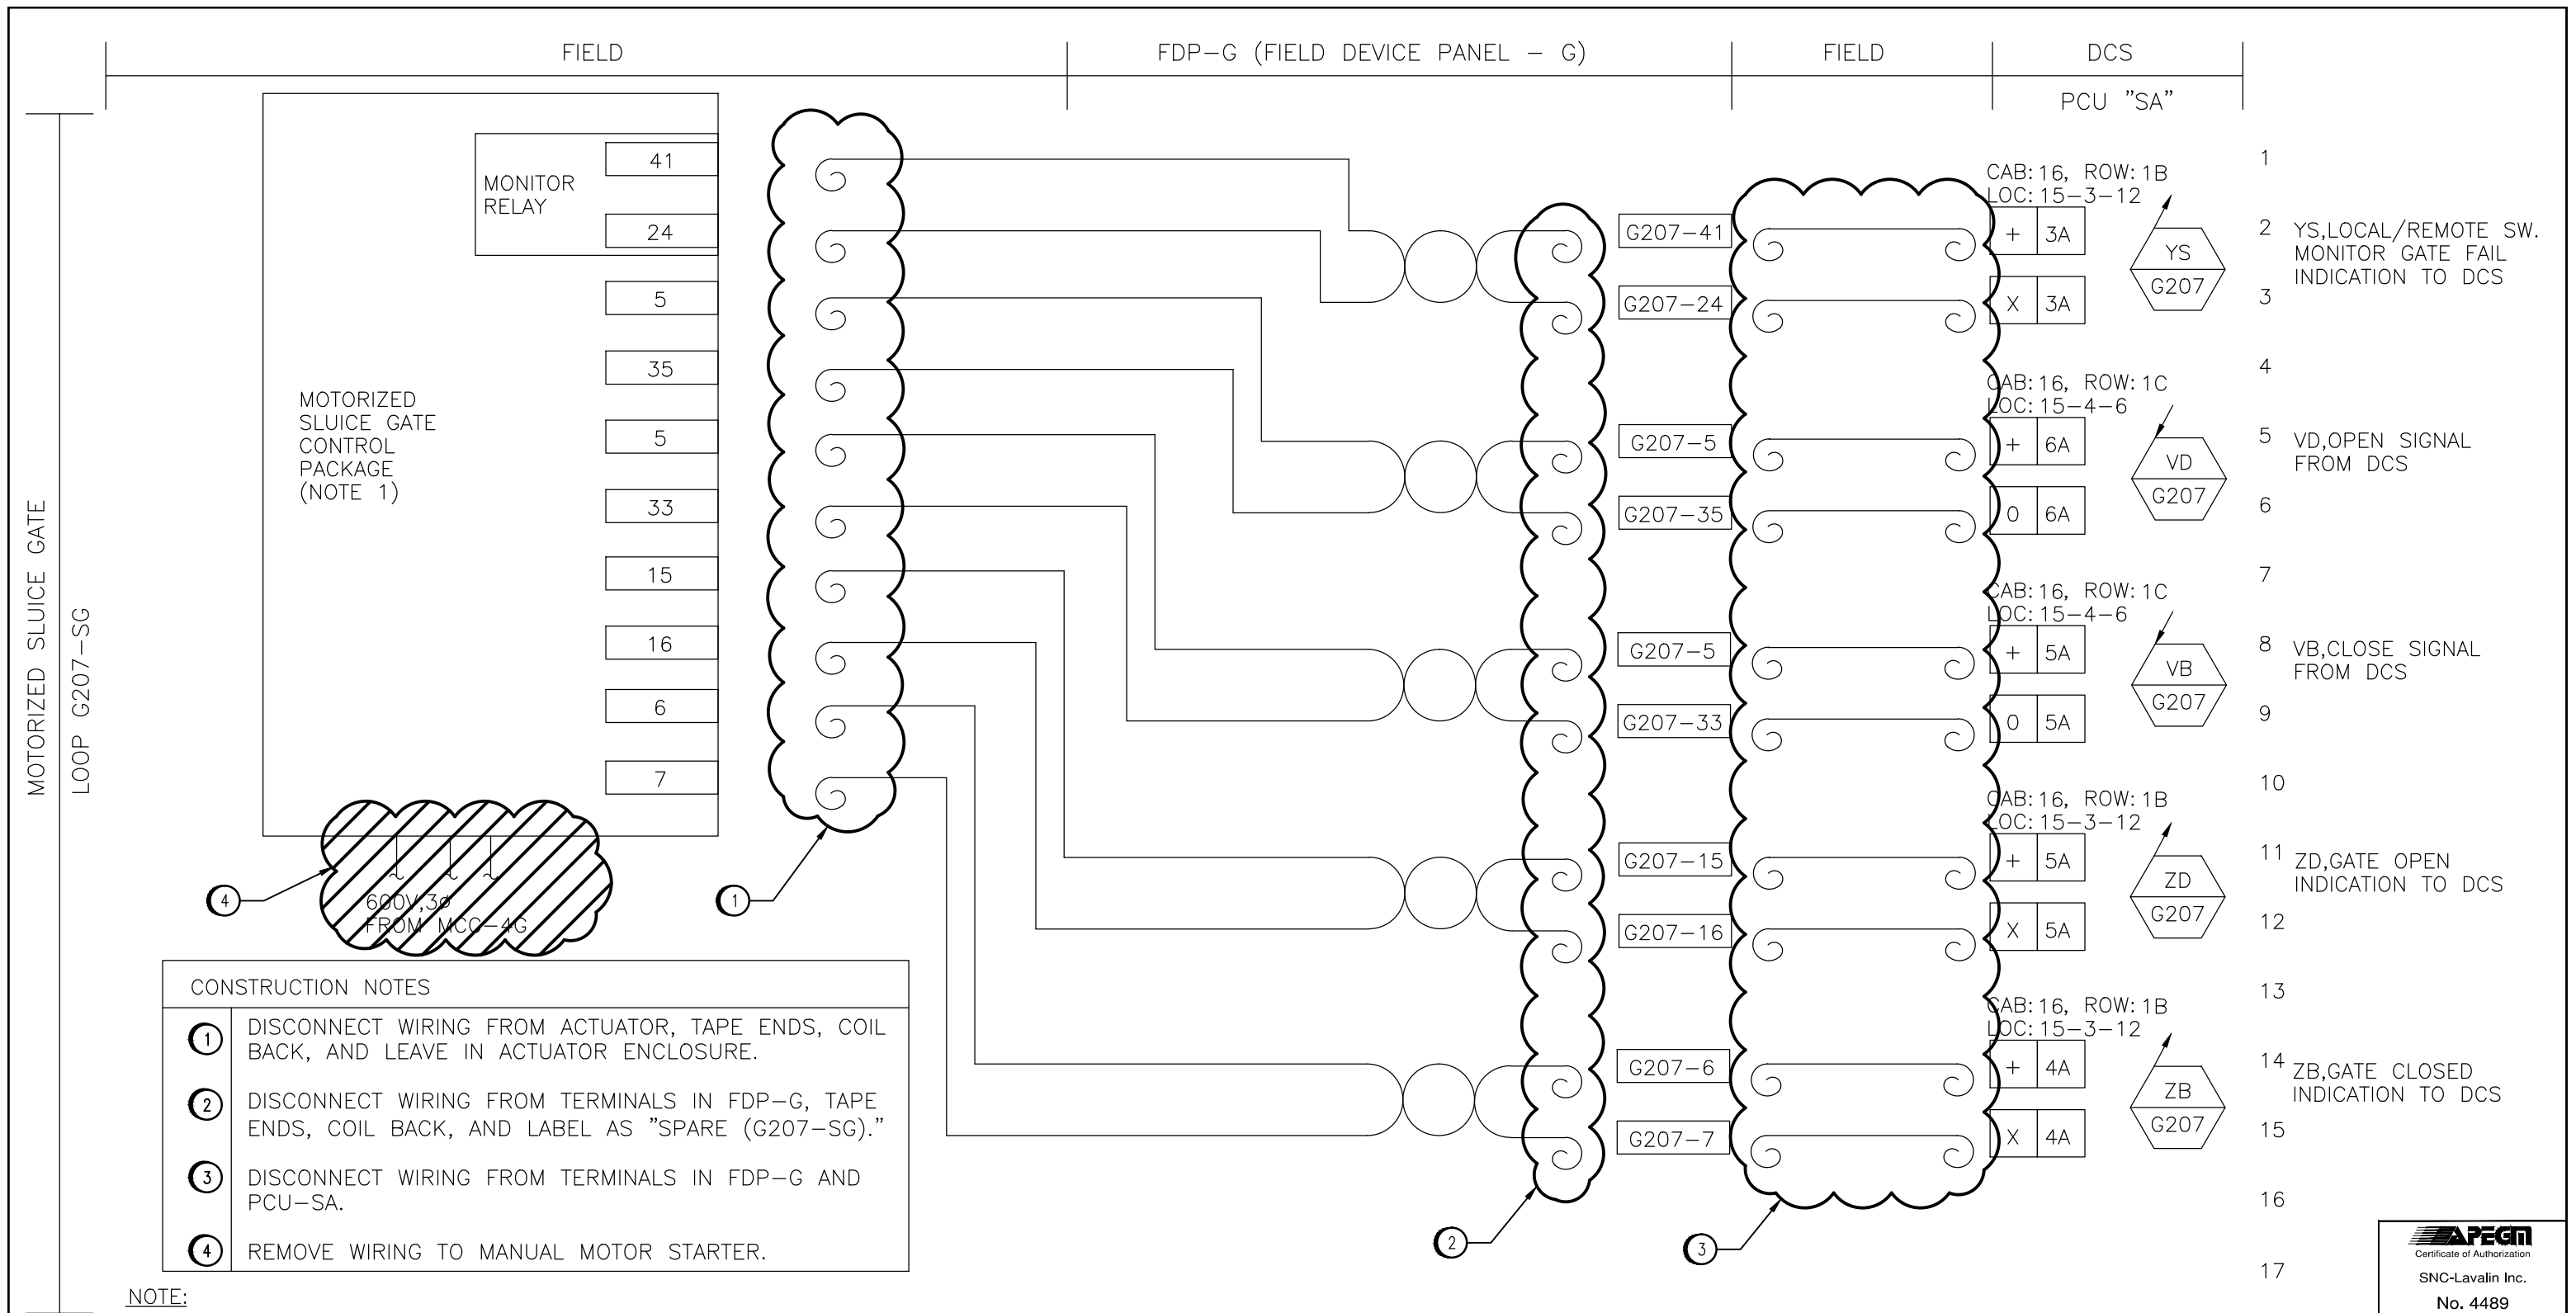 FIELD
FDP-G (FIELD DEVICE PANEL - G)
FIELD
DCS
PCU "SA"
MOTORIZED SLUICE GATE
LOOP G207-SG
MONITOR
RELAY
41
24
5
35
5
33
15
16
6
7
MOTORIZED
SLUICE GATE
CONTROL
PACKAGE
(NOTE 1)
600V,3ø
FROM MCC-4G
4
1
2
3
G207-41
G207-24
G207-5
G207-35
G207-5
G207-33
G207-15
G207-16
G207-6
G207-7
CAB: 16, ROW: 1B
LOC: 15-3-12
+ 3A
X 3A
YS
G207
CAB: 16, ROW: 1C
LOC: 15-4-6
+ 6A
0 6A
VD
G207
CAB: 16, ROW: 1C
LOC: 15-4-6
+ 5A
0 5A
VB
G207
CAB: 16, ROW: 1B
LOC: 15-3-12
+ 5A
X 5A
ZD
G207
CAB: 16, ROW: 1B
LOC: 15-3-12
+ 4A
X 4A
ZB
G207
1
2 YS,LOCAL/REMOTE SW.
MONITOR GATE FAIL
INDICATION TO DCS
3
4
5 VD,OPEN SIGNAL
FROM DCS
6
7
8 VB,CLOSE SIGNAL
FROM DCS
9
10
11 ZD,GATE OPEN
INDICATION TO DCS
12
13
14 ZB,GATE CLOSED
INDICATION TO DCS
15
16
17
CONSTRUCTION NOTES
1 DISCONNECT WIRING FROM ACTUATOR, TAPE ENDS, COIL
BACK, AND LEAVE IN ACTUATOR ENCLOSURE.
2 DISCONNECT WIRING FROM TERMINALS IN FDP-G, TAPE
ENDS, COIL BACK, AND LABEL AS "SPARE (G207-SG)."
3 DISCONNECT WIRING FROM TERMINALS IN FDP-G AND
PCU-SA.
4 REMOVE WIRING TO MANUAL MOTOR STARTER.
NOTE:
APEGM
Certificate of Authorization
SNC-Lavalin Inc.
No. 4489